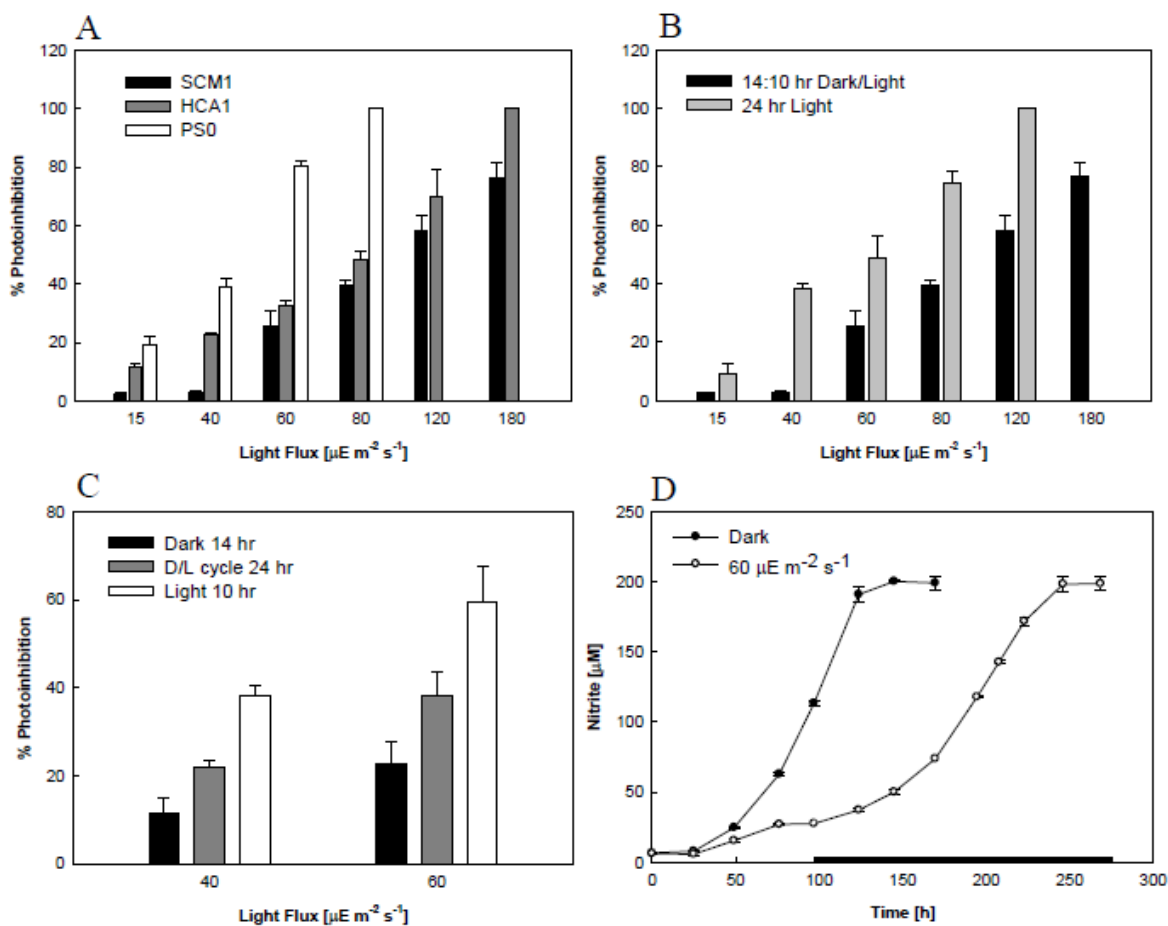 A
120
100
80
60
40
20
0
% Photoinhibition
SCM1
HCA1
PS0
15 40 60 80 120 180
Light Flux [µE m⁻² s⁻¹]
B
120
100
80
60
40
20
0
% Photoinhibition
14:10 hr Dark/Light
24 hr Light
15 40 60 80 120 180
Light Flux [µE m⁻² s⁻¹]
C
80
60
40
20
0
% Photoinhibition
Dark 14 hr
D/L cycle 24 hr
Light 10 hr
40 60
Light Flux [µE m⁻² s⁻¹]
D
250
200
150
100
50
0
Nitrite [µM]
Dark
60 µE m⁻² s⁻¹
0 50 100 150 200 250 300
Time [h]